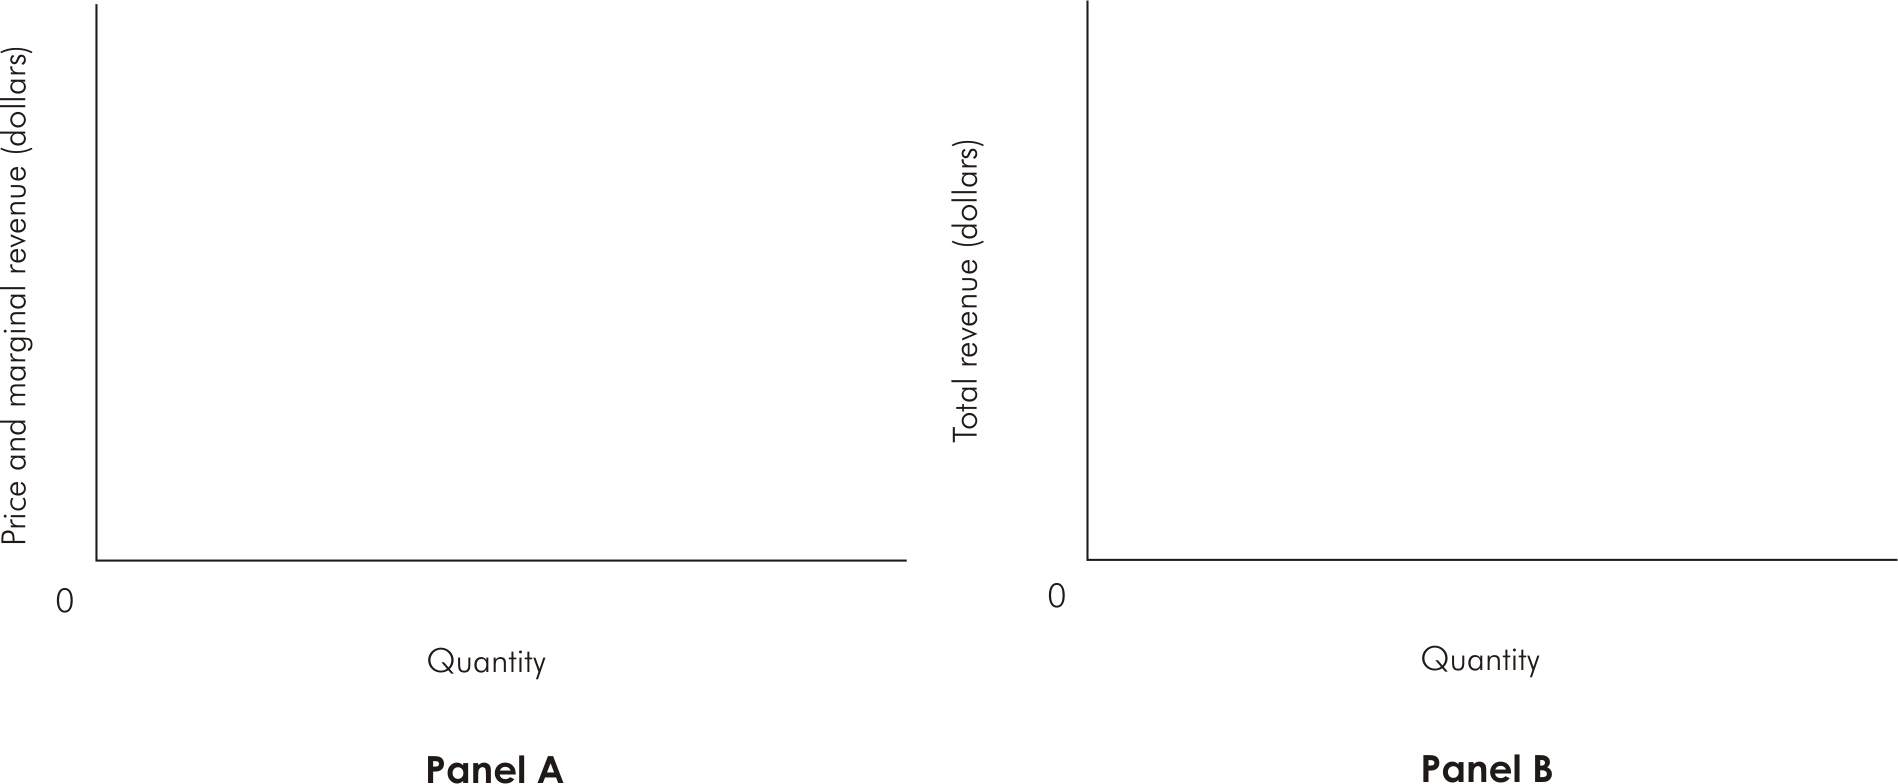 Price and marginal revenue (dollars)
0
Quantity
Panel A
Total revenue (dollars)
0
Quantity
Panel B